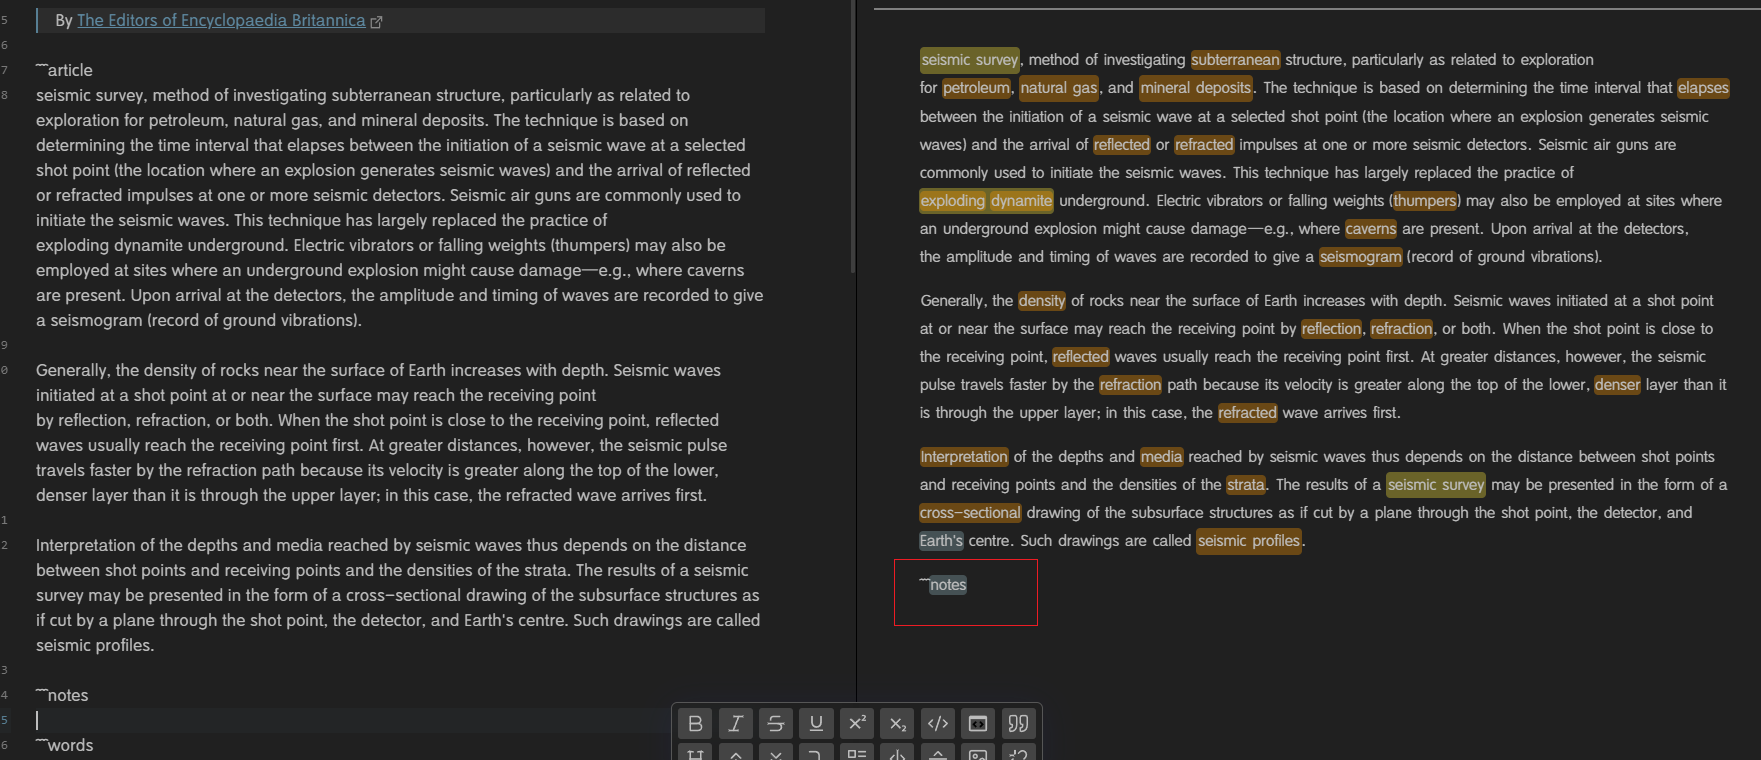 By The Editors of Encyclopaedia Britannica
^^^article
seismic survey, method of investigating subterranean structure, particularly as related to
exploration for petroleum, natural gas, and mineral deposits. The technique is based on
determining the time interval that elapses between the initiation of a seismic wave at a selected
shot point (the location where an explosion generates seismic waves) and the arrival of reflected
or refracted impulses at one or more seismic detectors. Seismic air guns are commonly used to
initiate the seismic waves. This technique has largely replaced the practice of
exploding dynamite underground. Electric vibrators or falling weights (thumpers) may also be
employed at sites where an underground explosion might cause damage—e.g., where caverns
are present. Upon arrival at the detectors, the amplitude and timing of waves are recorded to give
a seismogram (record of ground vibrations).
Generally, the density of rocks near the surface of Earth increases with depth. Seismic waves
initiated at a shot point at or near the surface may reach the receiving point
by reflection, refraction, or both. When the shot point is close to the receiving point, reflected
waves usually reach the receiving point first. At greater distances, however, the seismic pulse
travels faster by the refraction path because its velocity is greater along the top of the lower,
denser layer than it is through the upper layer; in this case, the refracted wave arrives first.
Interpretation of the depths and media reached by seismic waves thus depends on the distance
between shot points and receiving points and the densities of the strata. The results of a seismic
survey may be presented in the form of a cross-sectional drawing of the subsurface structures as
if cut by a plane through the shot point, the detector, and Earth's centre. Such drawings are called
seismic profiles.
^^^notes
^^^words
5
6
7
8
9
0
1
2
3
4
5
6
seismic survey, method of investigating subterranean structure, particularly as related to exploration
for petroleum, natural gas, and mineral deposits. The technique is based on determining the time interval that elapses
between the initiation of a seismic wave at a selected shot point (the location where an explosion generates seismic
waves) and the arrival of reflected or refracted impulses at one or more seismic detectors. Seismic air guns are
commonly used to initiate the seismic waves. This technique has largely replaced the practice of
exploding dynamite underground. Electric vibrators or falling weights (thumpers) may also be employed at sites where
an underground explosion might cause damage—e.g., where caverns are present. Upon arrival at the detectors,
the amplitude and timing of waves are recorded to give a seismogram (record of ground vibrations).
Generally, the density of rocks near the surface of Earth increases with depth. Seismic waves initiated at a shot point
at or near the surface may reach the receiving point by reflection, refraction, or both. When the shot point is close to
the receiving point, reflected waves usually reach the receiving point first. At greater distances, however, the seismic
pulse travels faster by the refraction path because its velocity is greater along the top of the lower, denser layer than it
is through the upper layer; in this case, the refracted wave arrives first.
Interpretation of the depths and media reached by seismic waves thus depends on the distance between shot points
and receiving points and the densities of the strata. The results of a seismic survey may be presented in the form of a
cross-sectional drawing of the subsurface structures as if cut by a plane through the shot point, the detector, and
Earth's centre. Such drawings are called seismic profiles.
^^^notes
B I S U x² x₂ </>